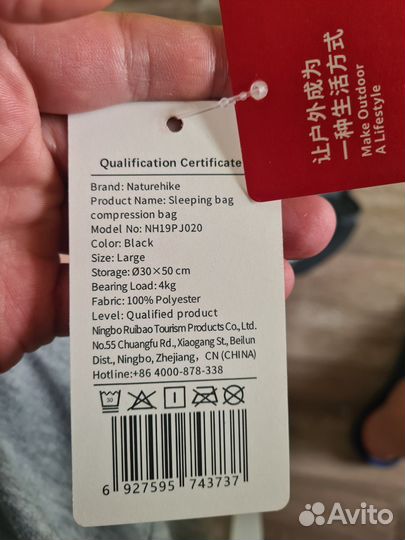 让户外成为
一种生活方式
Make Outdoor
A Lifestyle
Qualification Certificate
Brand: Naturehike
Product Name: Sleeping bag
compression bag
Model No: NH19PJ020
Color: Black
Size: Large
Storage: Ø30×50 cm
Bearing Load: 4kg
Fabric: 100% Polyester
Level: Qualified product
Ningbo Ruibao Tourism Products Co., Ltd.
No.55 Chuangfu Rd., Xiaogang St., Beilun
Dist., Ningbo, Zhejiang, CN (CHINA)
Hotline:+86 4000-878-338
30
6 927595 743737
Avito